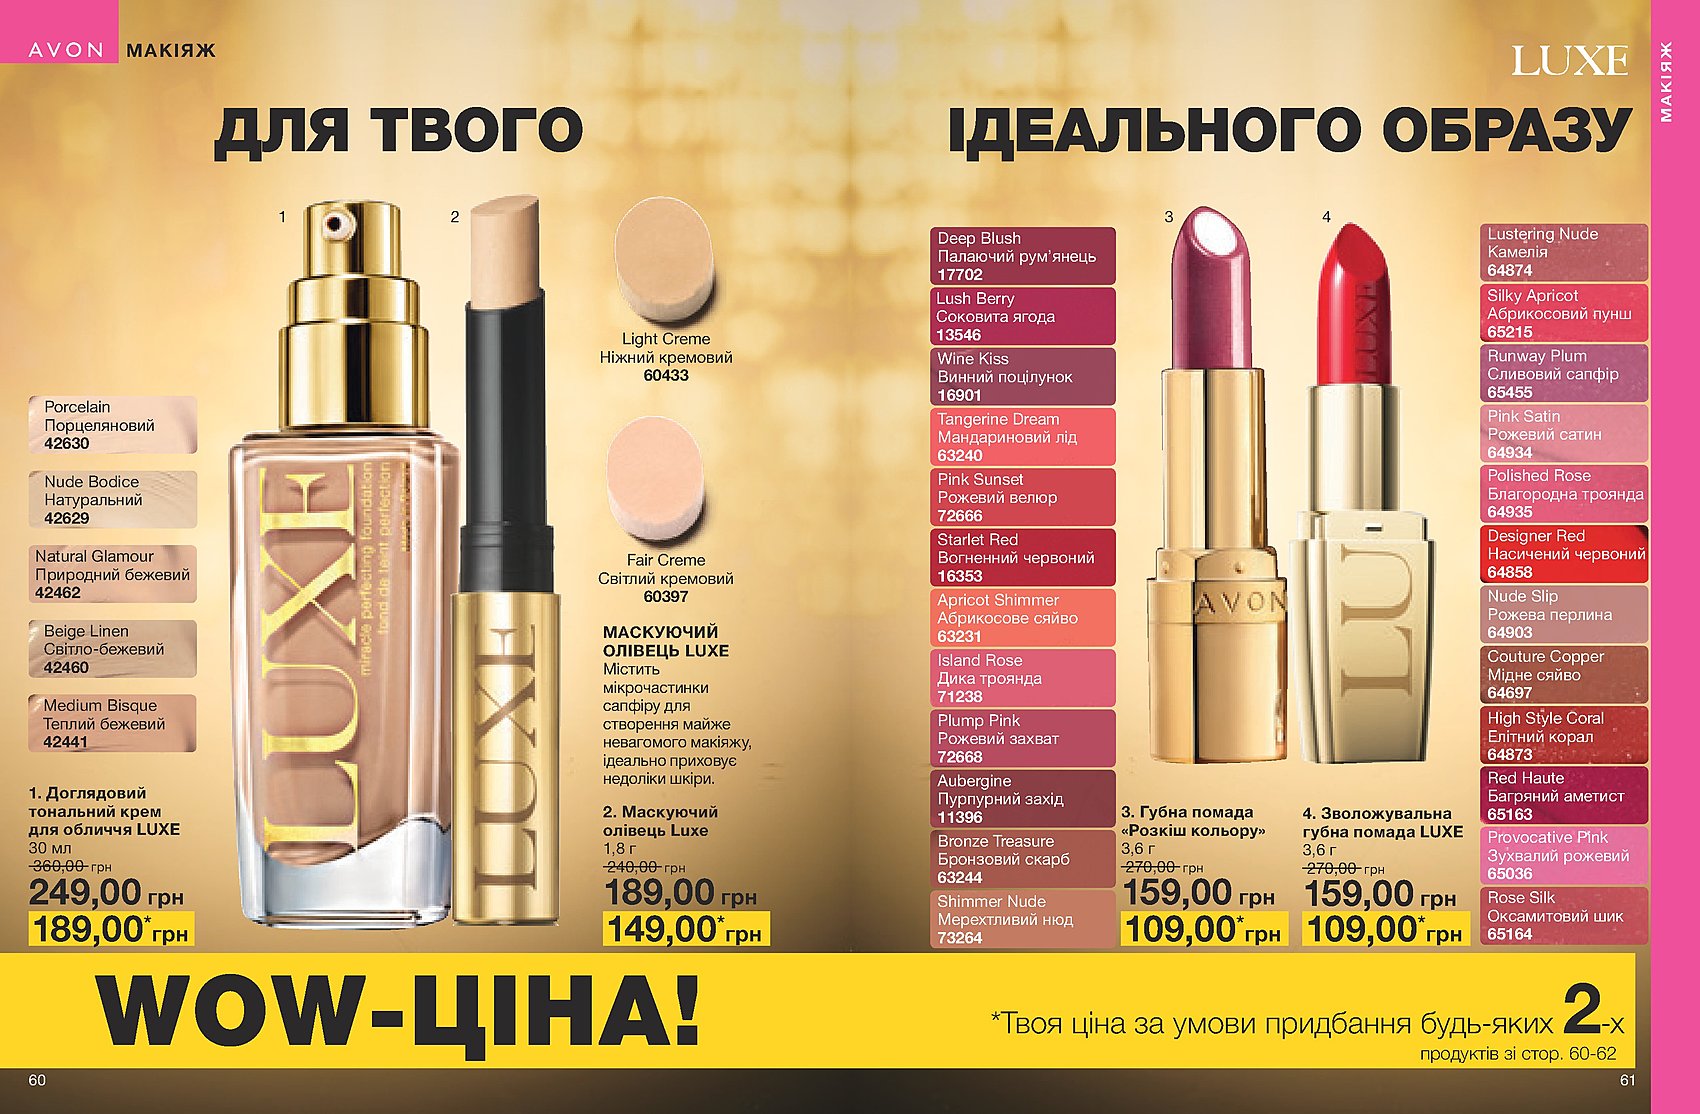 AVON МАКІЯЖ
LUXE
МАКІЯЖ
ДЛЯ ТВОГО
ІДЕАЛЬНОГО ОБРАЗУ
1
2
Light Creme
Ніжний кремовий
60433
Fair Creme
Світлий кремовий
60397
Porcelain
Порцеляновий
42630
Nude Bodice
Натуральний
42629
Natural Glamour
Природний бежевий
42462
Beige Linen
Світло-бежевий
42460
Medium Bisque
Теплий бежевий
42441
LUXE
miracle perfecting foundation
fond de teint perfection
LUXE
1. Доглядовий
тональний крем
для обличчя LUXE
30 мл
360,00 грн
249,00 грн
189,00* грн
МАСКУЮЧИЙ
ОЛІВЕЦЬ LUXE
Містить
мікрочастинки
сапфіру для
створення майже
невагомого макіяжу,
ідеально приховує
недоліки шкіри.
2. Маскуючий
олівець Luxe
1,8 г
240,00 грн
189,00 грн
149,00* грн
Deep Blush
Палаючий рум'янець
17702
Lush Berry
Соковита ягода
13546
Wine Kiss
Винний поцілунок
16901
Tangerine Dream
Мандариновий лід
63240
Pink Sunset
Рожевий велюр
72666
Starlet Red
Вогненний червоний
16353
Apricot Shimmer
Абрикосове сяйво
63231
Island Rose
Дика троянда
71238
Plump Pink
Рожевий захват
72668
Aubergine
Пурпурний захід
11396
Bronze Treasure
Бронзовий скарб
63244
Shimmer Nude
Мерехтливий нюд
73264
3
4
AVON
LUXE
LU
3. Губна помада
«Розкіш кольору»
3,6 г
270,00 грн
159,00 грн
109,00* грн
4. Зволожувальна
губна помада LUXE
3,6 г
270,00 грн
159,00 грн
109,00* грн
Lustering Nude
Камелія
64874
Silky Apricot
Абрикосовий пунш
65215
Runway Plum
Сливовий сапфір
65455
Pink Satin
Рожевий сатин
64934
Polished Rose
Благородна троянда
64935
Designer Red
Насичений червоний
64858
Nude Slip
Рожева перлина
64903
Couture Copper
Мідне сяйво
64697
High Style Coral
Елітний корал
64873
Red Haute
Багряний аметист
65163
Provocative Pink
Зухвалий рожевий
65036
Rose Silk
Оксамитовий шик
65164
WOW-ЦІНА!
*Твоя ціна за умови придбання будь-яких 2-х
продуктів зі стор. 60-62
60
61